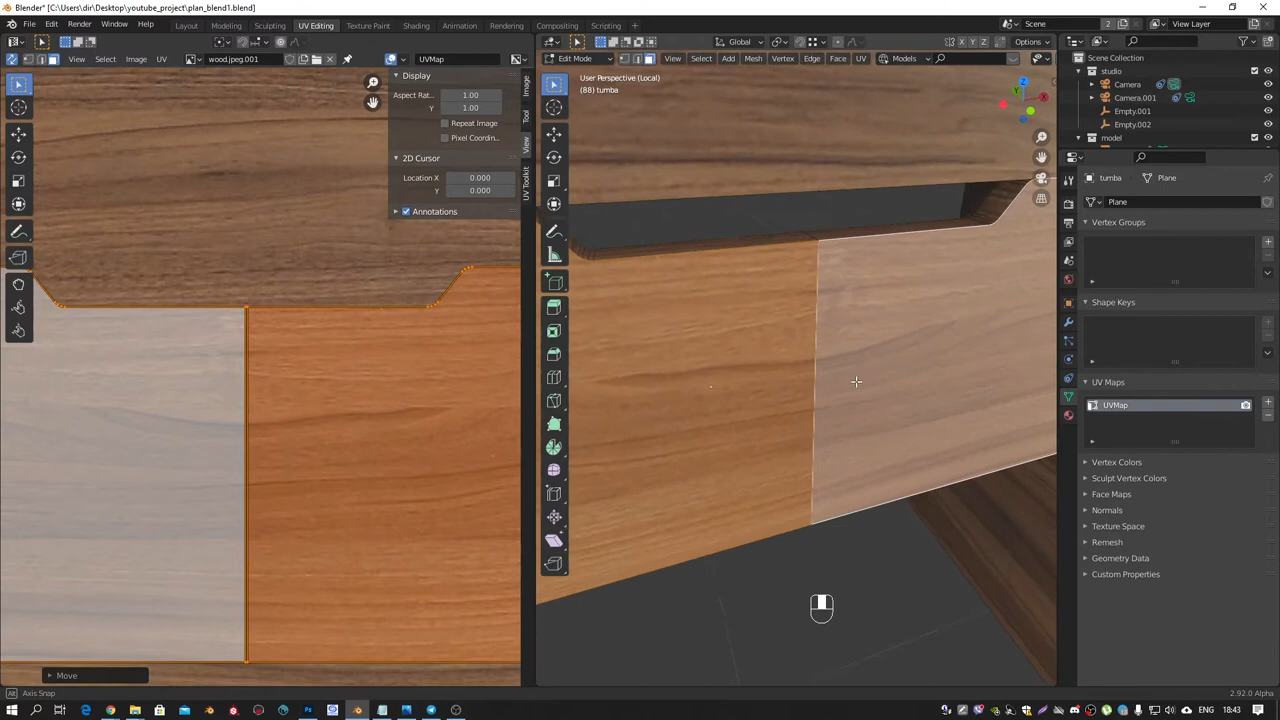 Blender* [C:\Users\dir\Desktop\youtube_project\plan_blend1.blend]
File Edit Render Window Help Layout Modeling Sculpting UV Editing Texture Paint Shading Animation Rendering Compositing Scripting Scene 2 View Layer
View Select Image UV wood.jpeg.001 UVMap
Global Options
Edit Mode View Select Add Mesh Vertex Edge Face UV Models
Display
Aspect Rat... 1.00
Y 1.00
Repeat Image
Pixel Coordin...
2D Cursor
Location X 0.000
Y 0.000
Annotations
Image
Tool
View
UV Toolkit
Move
User Perspective (Local)
(88) tumba
X Y Z
Scene Collection
studio
Camera
Camera.001
Empty.001
Empty.002
model
tumba Plane
Plane
Vertex Groups
Shape Keys
UV Maps
UVMap
Vertex Colors
Sculpt Vertex Colors
Face Maps
Normals
Texture Space
Remesh
Geometry Data
Custom Properties
Axis Snap
2.92.0 Alpha
ENG 18:43